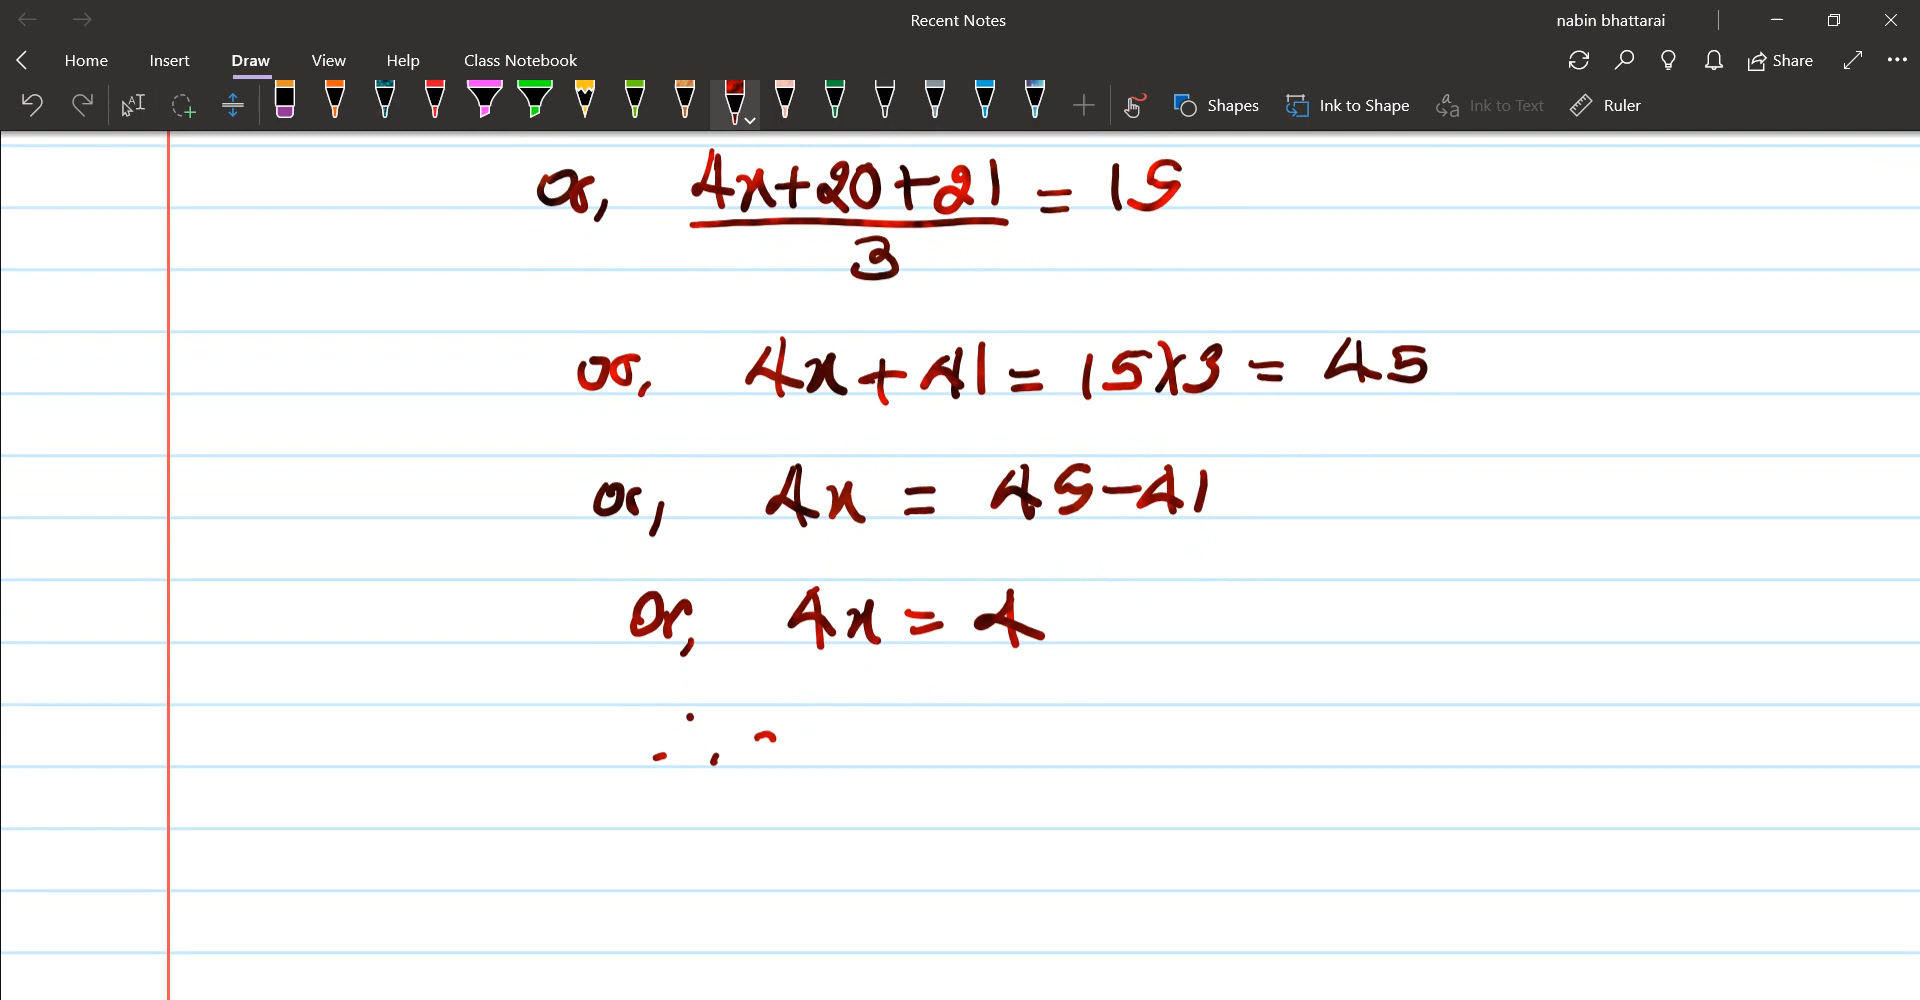 Recent Notes
nabin bhattarai
Home Insert Draw View Help Class Notebook
Share
Shapes Ink to Shape Ink to Text Ruler
or, 4x+20+21 = 15
3
or, 4x+41=15×3 = 45
or, 4x = 45-41
Or, 4x = 4
∴